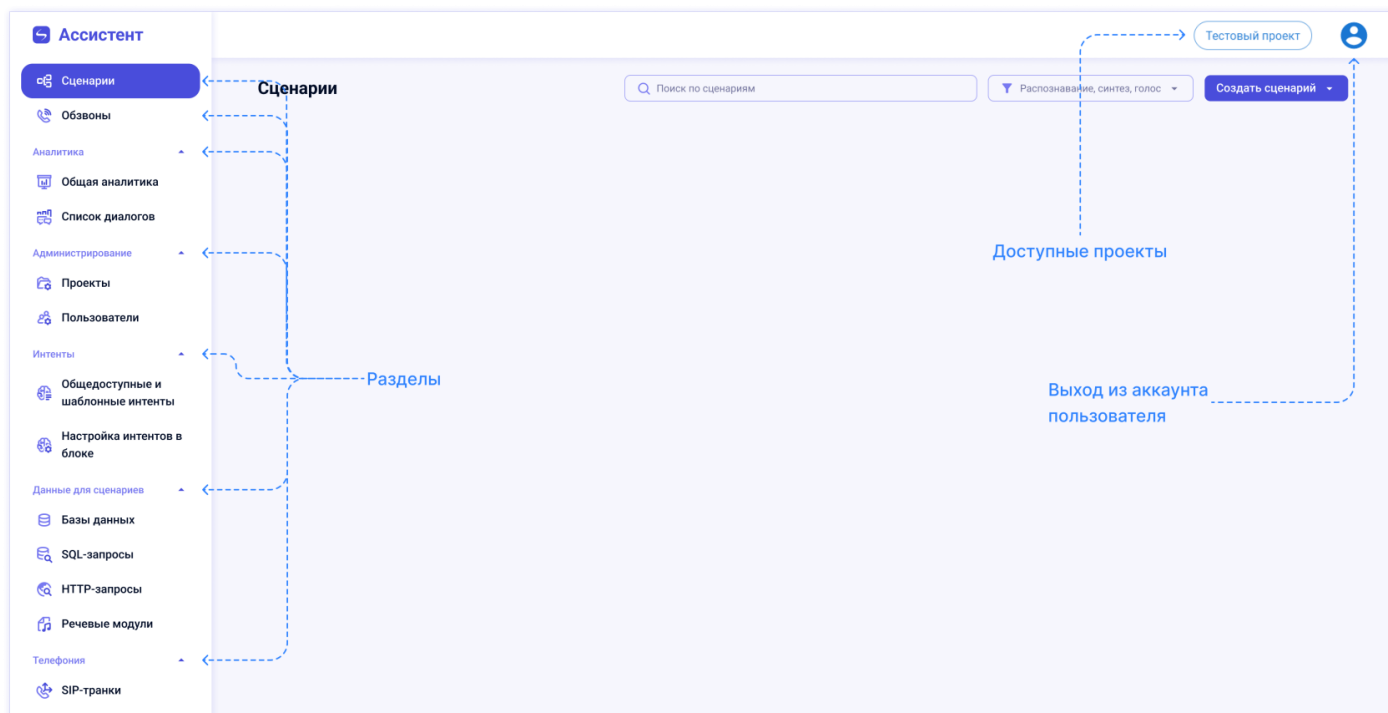 Ассистент
Тестовый проект
Сценарии
Сценарии
Поиск по сценариям
Распознавание, синтез, голос
Создать сценарий
Обзвоны
Аналитика
Общая аналитика
Список диалогов
Администрирование
Доступные проекты
Проекты
Пользователи
Интенты
Общедоступные и
шаблонные интенты
Разделы
Выход из аккаунта
пользователя
Настройка интентов в
блоке
Данные для сценариев
Базы данных
SQL-запросы
HTTP-запросы
Речевые модули
Телефония
SIP-транки